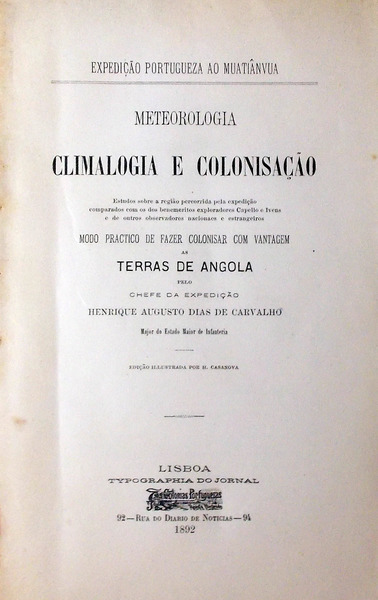 EXPEDIÇÃO PORTUGUEZA AO MUATIÂNVUA
METEOROLOGIA
CLIMALOGIA E COLONISAÇÃO
Estudos sobre a região percorrida pela expedição
comparados com os dos benemeritos exploradores Capello e Ivens
e de outros observadores nacionaes e estrangeiros
MODO PRACTICO DE FAZER COLONISAR COM VANTAGEM
AS
TERRAS DE ANGOLA
PELO
CHEFE DA EXPEDIÇÃO
HENRIQUE AUGUSTO DIAS DE CARVALHO
Major do Estado Maior de Infanteria
EDIÇÃO ILLUSTRADA POR H. CASANOVA
LISBOA
TYPOGRAPHIA DO JORNAL
As Colonias Portuguezas
92—RUA DO DIARIO DE NOTICIAS—94
1892